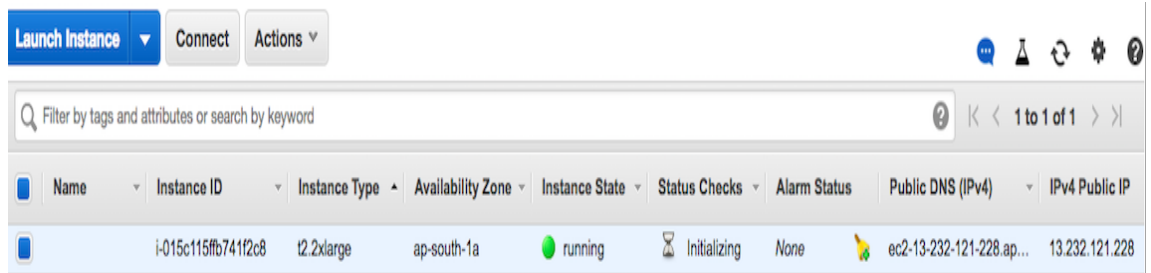 Launch Instance Connect Actions
Filter by tags and attributes or search by keyword 1 to 1 of 1
Name Instance ID Instance Type Availability Zone Instance State Status Checks Alarm Status Public DNS (IPv4) IPv4 Public IP
i-015c115ffb741f2c8 t2.2xlarge ap-south-1a running Initializing None ec2-13-232-121-228.ap... 13.232.121.228